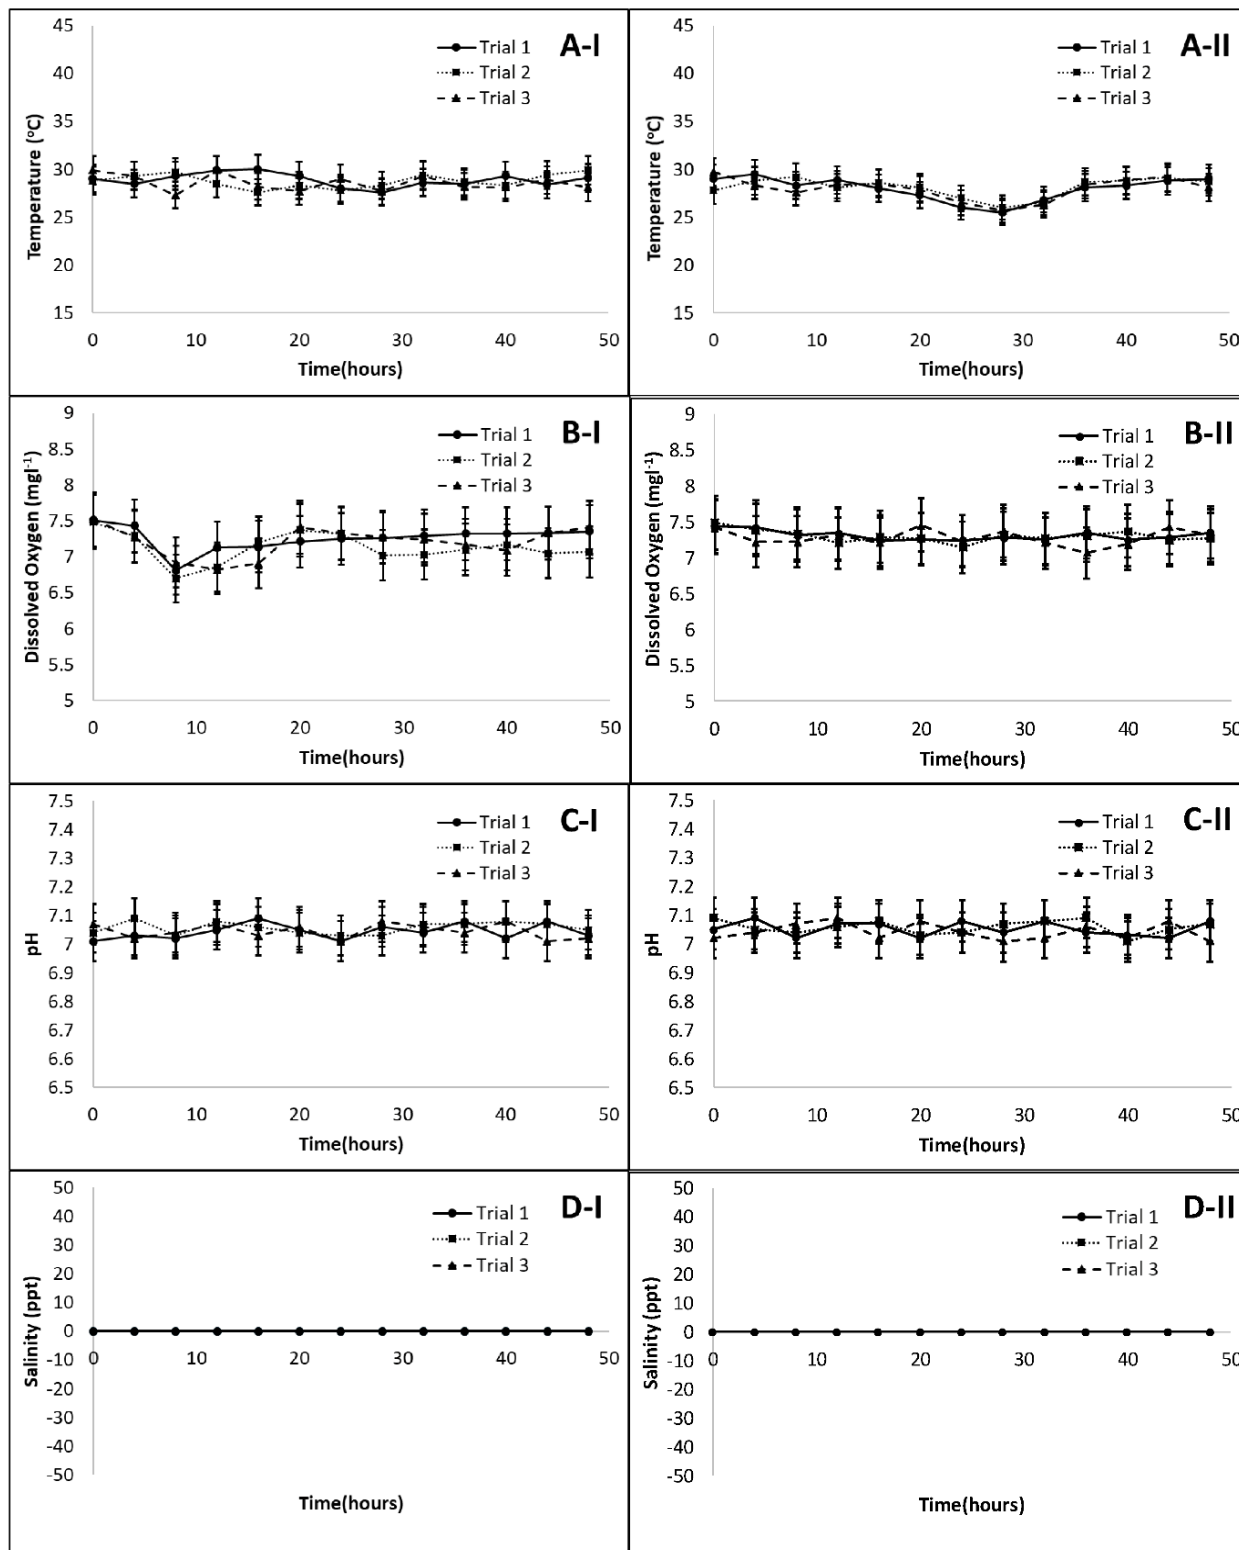 A-I
Trial 1
Trial 2
Trial 3
Temperature (°C)
45
40
35
30
25
20
15
0 10 20 30 40 50
Time(hours)
A-II
Trial 1
Trial 2
Trial 3
Temperature (°C)
45
40
35
30
25
20
15
0 10 20 30 40 50
Time(hours)
B-I
Trial 1
Trial 2
Trial 3
Dissolved Oxygen (mgl⁻¹)
9
8.5
8
7.5
7
6.5
6
5.5
5
0 10 20 30 40 50
Time(hours)
B-II
Trial 1
Trial 2
Trial 3
Dissolved Oxygen (mgl⁻¹)
9
8.5
8
7.5
7
6.5
6
5.5
5
0 10 20 30 40 50
Time(hours)
C-I
Trial 1
Trial 2
Trial 3
pH
7.5
7.4
7.3
7.2
7.1
7
6.9
6.8
6.7
6.6
6.5
0 10 20 30 40 50
Time(hours)
C-II
Trial 1
Trial 2
Trial 3
pH
7.5
7.4
7.3
7.2
7.1
7
6.9
6.8
6.7
6.6
6.5
0 10 20 30 40 50
Time(hours)
D-I
Trial 1
Trial 2
Trial 3
Salinity (ppt)
50
40
30
20
10
0
-10
-20
-30
-40
-50
0 10 20 30 40 50
Time(hours)
D-II
Trial 1
Trial 2
Trial 3
Salinity (ppt)
50
40
30
20
10
0
-10
-20
-30
-40
-50
0 10 20 30 40 50
Time(hours)